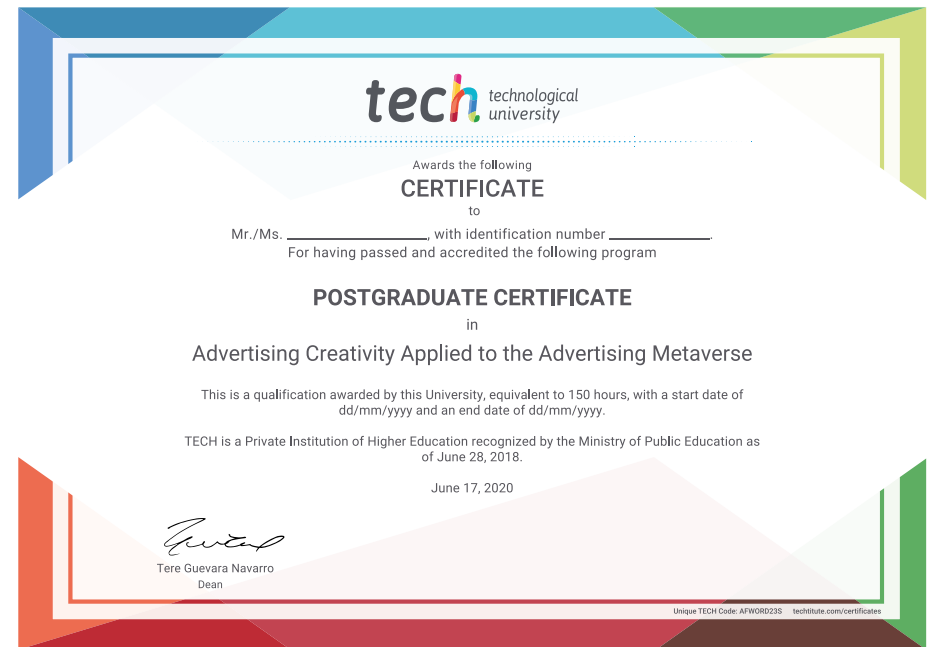 tech technological
university
Awards the following
CERTIFICATE
to
Mr./Ms. ____________________, with identification number ______________.
For having passed and accredited the following program
POSTGRADUATE CERTIFICATE
in
Advertising Creativity Applied to the Advertising Metaverse
This is a qualification awarded by this University, equivalent to 150 hours, with a start date of
dd/mm/yyyy and an end date of dd/mm/yyyy.
TECH is a Private Institution of Higher Education recognized by the Ministry of Public Education as
of June 28, 2018.
June 17, 2020
Tere Guevara Navarro
Dean
Unique TECH Code: AFWORD23S techtitute.com/certificates